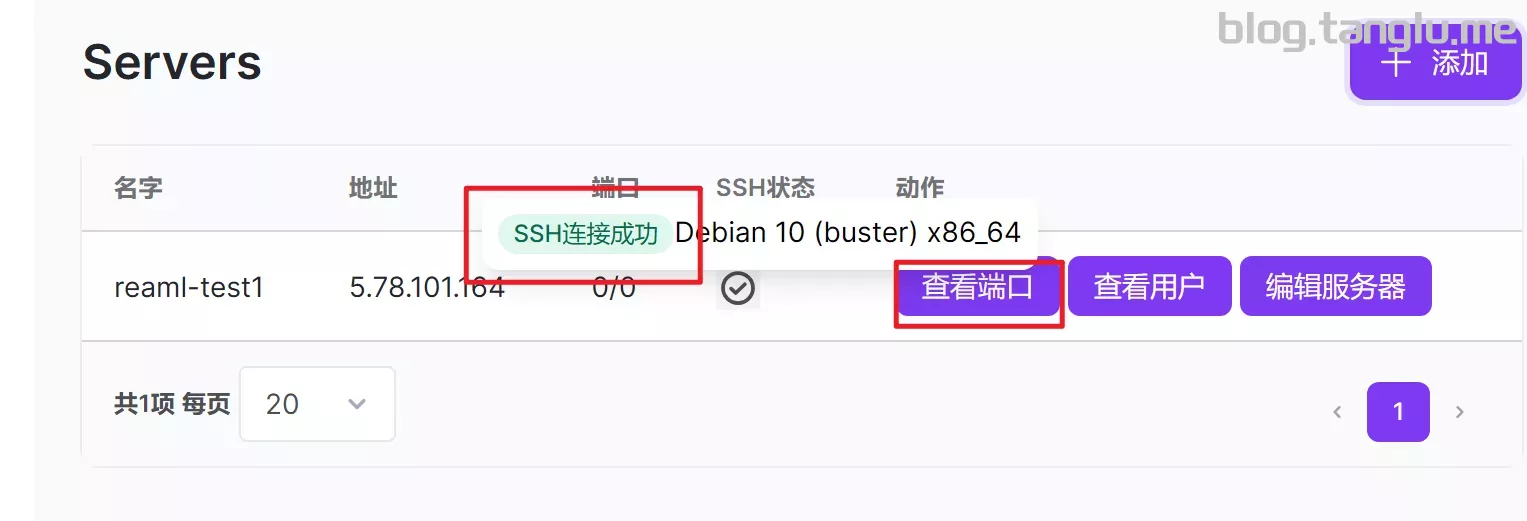 blog.tanglu.me
Servers
添加
名字 地址 端口 SSH状态 动作
SSH连接成功 Debian 10 (buster) x86_64
reaml-test1 5.78.101.164 0/0 查看端口 查看用户 编辑服务器
共1项 每页 20 1